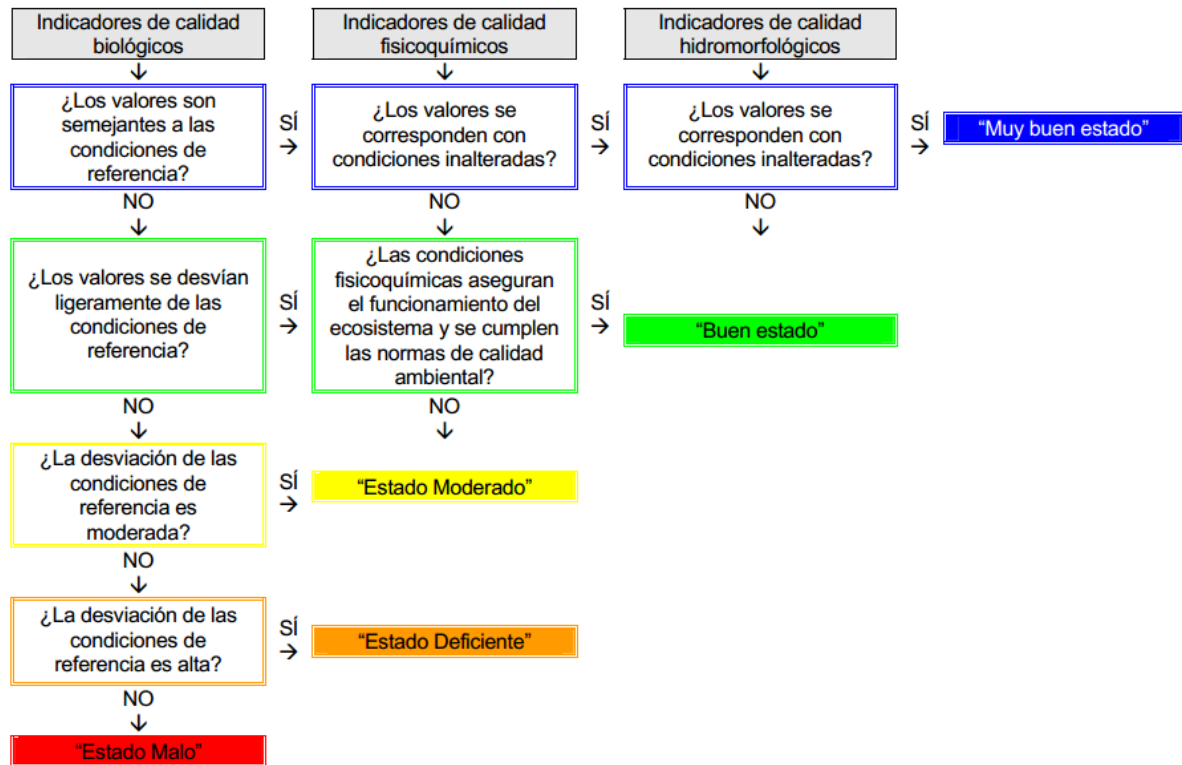 Indicadores de calidad
biológicos
Indicadores de calidad
fisicoquímicos
Indicadores de calidad
hidromorfológicos
↓
↓
↓
¿Los valores son
semejantes a las
condiciones de
referencia?
SÍ
→
¿Los valores se
corresponden con
condiciones inalteradas?
SÍ
→
¿Los valores se
corresponden con
condiciones inalteradas?
SÍ
→
“Muy buen estado”
NO
↓
NO
↓
NO
↓
¿Los valores se desvían
ligeramente de las
condiciones de
referencia?
SÍ
→
¿Las condiciones
fisicoquímicas aseguran
el funcionamiento del
ecosistema y se cumplen
las normas de calidad
ambiental?
SÍ
→
“Buen estado”
NO
↓
NO
↓
¿La desviación de las
condiciones de
referencia es
moderada?
SÍ
→
“Estado Moderado”
NO
↓
¿La desviación de las
condiciones de
referencia es alta?
SÍ
→
“Estado Deficiente”
NO
↓
“Estado Malo”